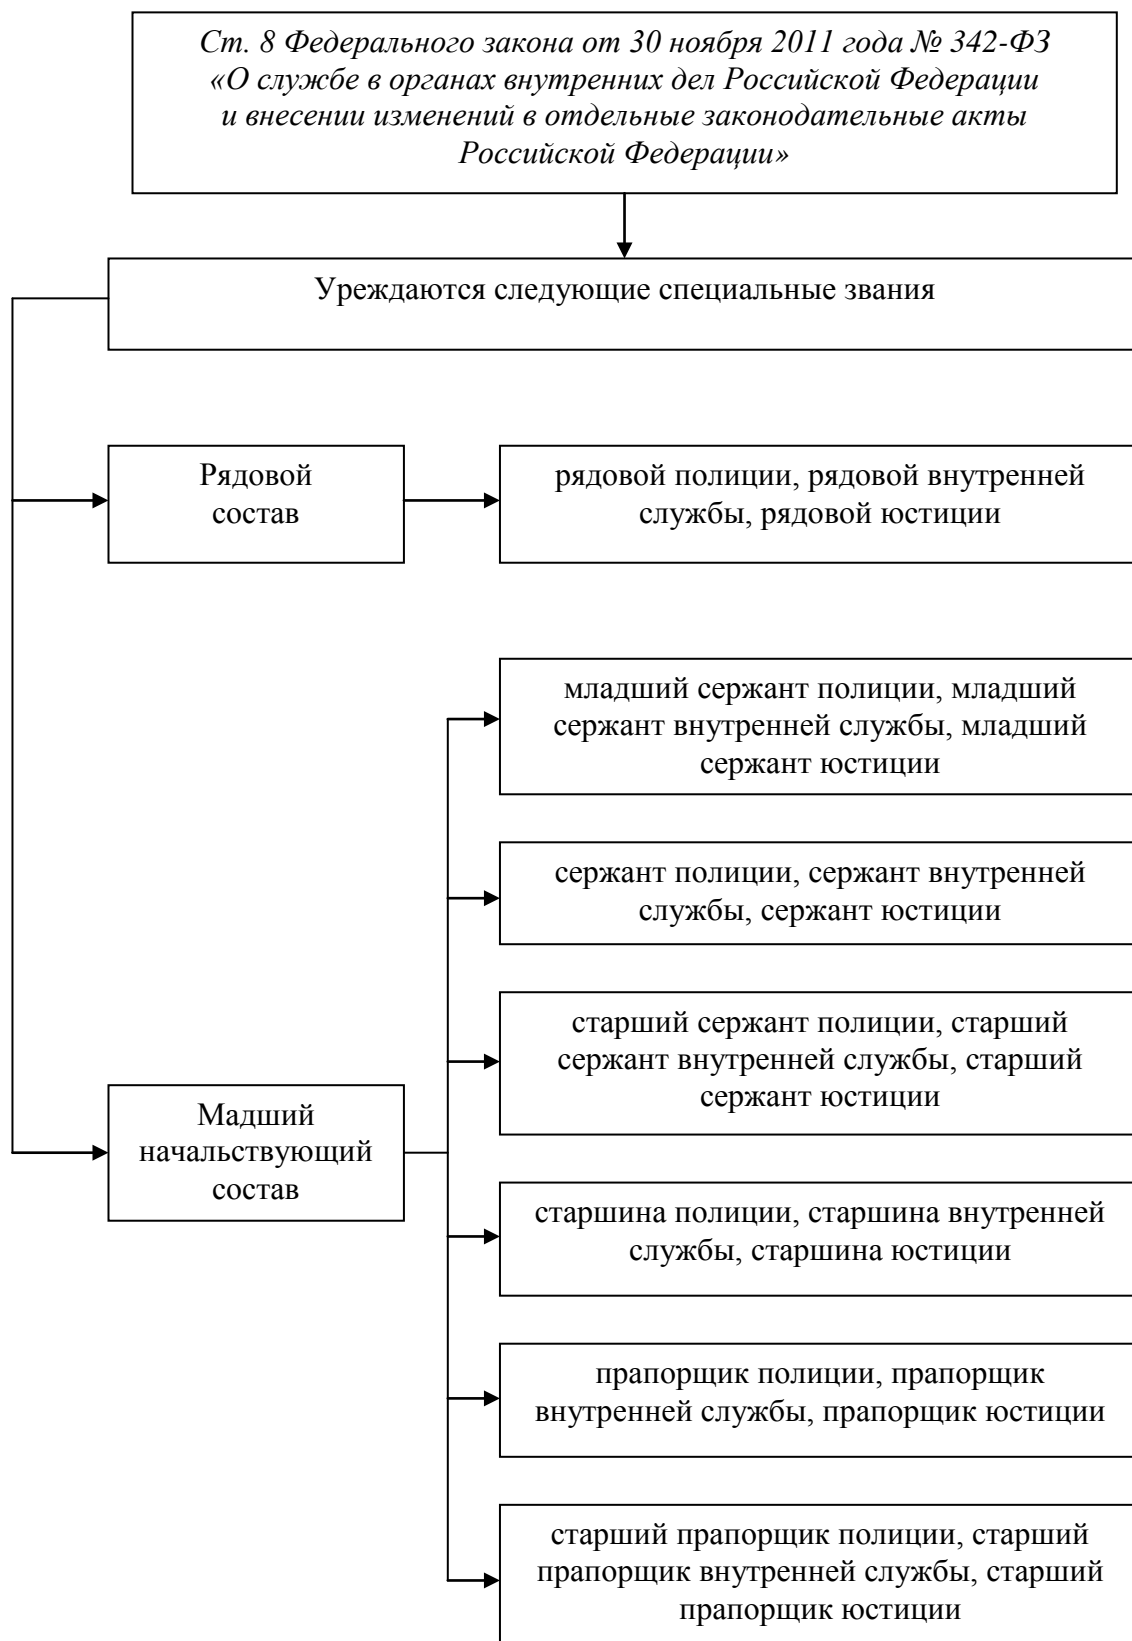 Ст. 8 Федерального закона от 30 ноября 2011 года № 342-ФЗ
«О службе в органах внутренних дел Российской Федерации
и внесении изменений в отдельные законодательные акты
Российской Федерации»
Уреждаются следующие специальные звания
Рядовой
состав
рядовой полиции, рядовой внутренней
службы, рядовой юстиции
Мадший
начальствующий
состав
младший сержант полиции, младший
сержант внутренней службы, младший
сержант юстиции
сержант полиции, сержант внутренней
службы, сержант юстиции
старший сержант полиции, старший
сержант внутренней службы, старший
сержант юстиции
старшина полиции, старшина внутренней
службы, старшина юстиции
прапорщик полиции, прапорщик
внутренней службы, прапорщик юстиции
старший прапорщик полиции, старший
прапорщик внутренней службы, старший
прапорщик юстиции